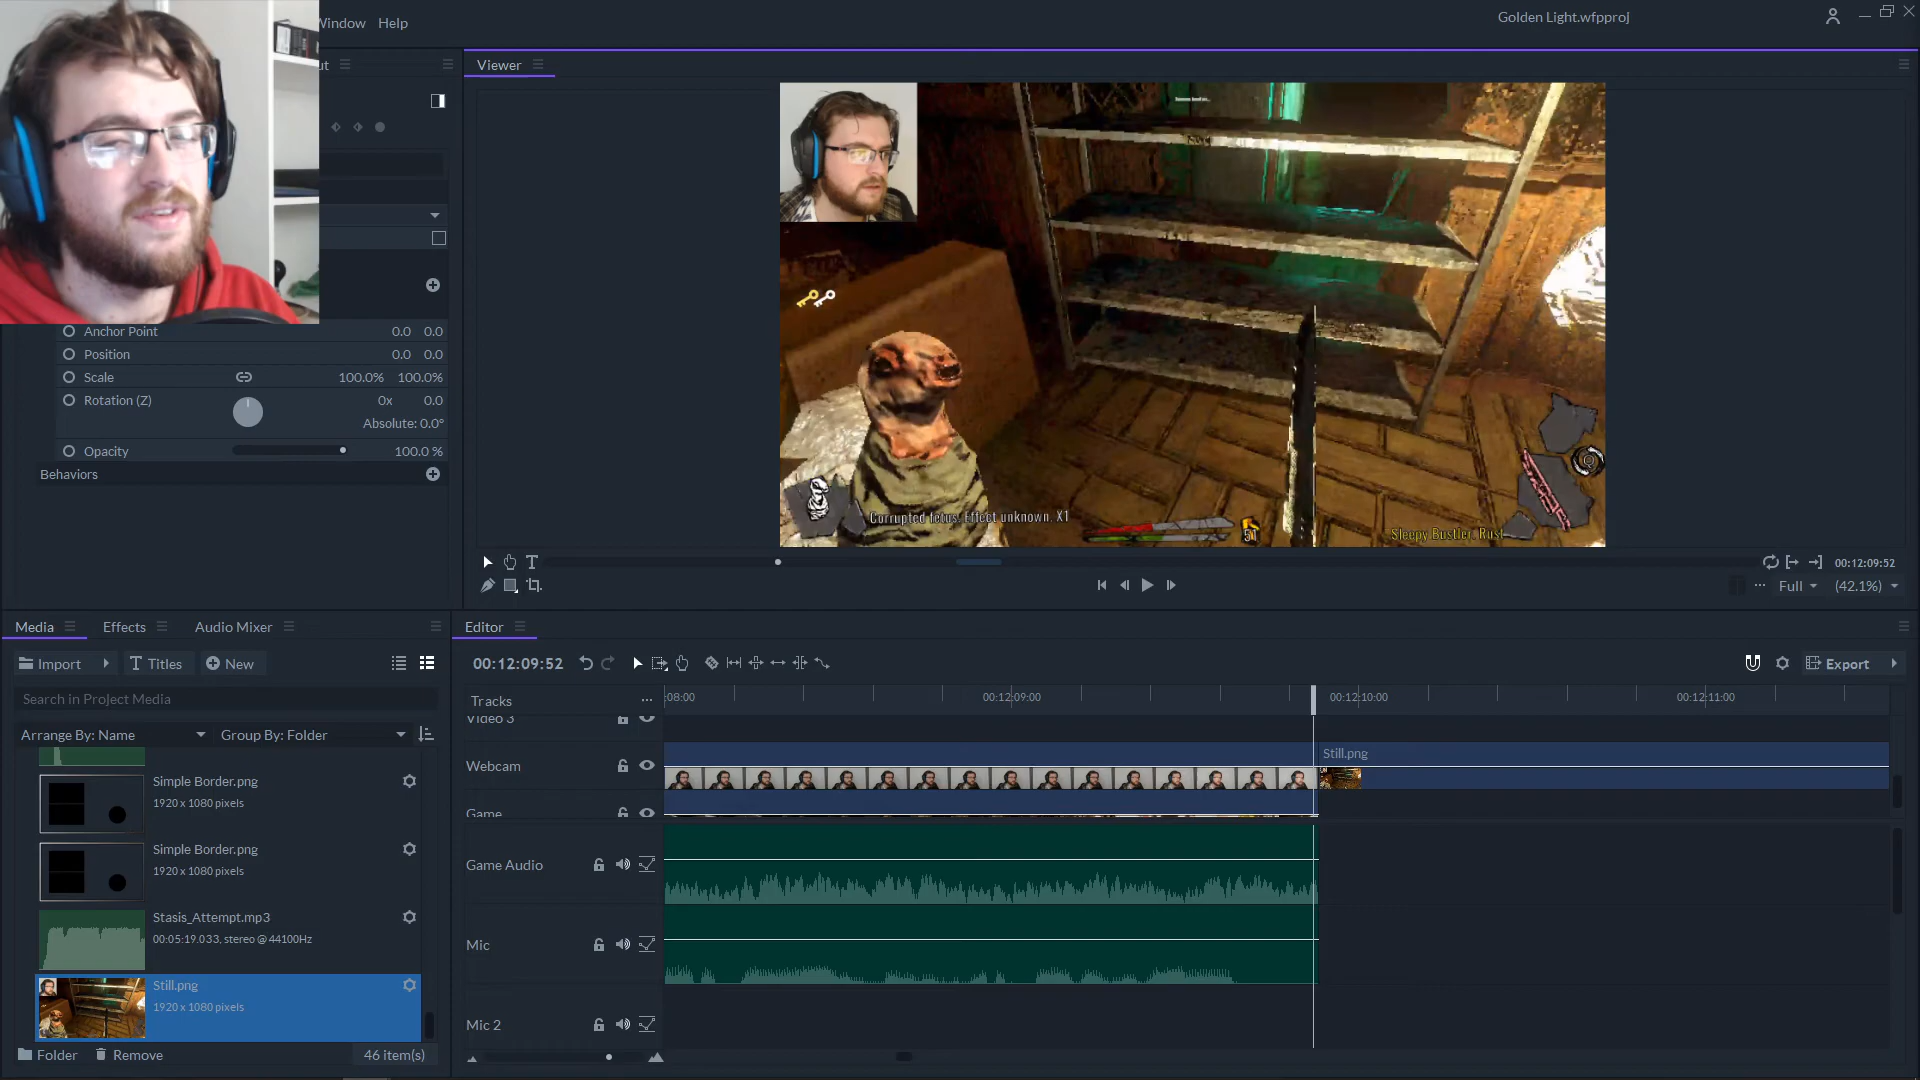 Window Help
Golden Light.wfpproj
ut
Viewer
Anchor Point 0.0 0.0
Position 0.0 0.0
Scale 100.0% 100.0%
Rotation (Z) 0x 0.0
Absolute: 0.0°
Opacity 100.0 %
Behaviors
Corrupted fetus. Effect unknown. X1
51
Q
Sleepy Bustler, Rust
T
00:12:09:52
Full (42.1%)
Media Effects Audio Mixer
Import T Titles New
Search in Project Media
Arrange By: Name Group By: Folder
Simple Border.png
1920 x 1080 pixels
Simple Border.png
1920 x 1080 pixels
Stasis_Attempt.mp3
00:05:19.033, stereo @ 44100Hz
Still.png
1920 x 1080 pixels
Folder Remove 46 item(s)
Editor
00:12:09:52
Export
Tracks
:08:00 00:12:09:00 00:12:10:00 00:12:11:00
Video 3
Webcam
Still.png
Game
Game Audio
Mic
Mic 2